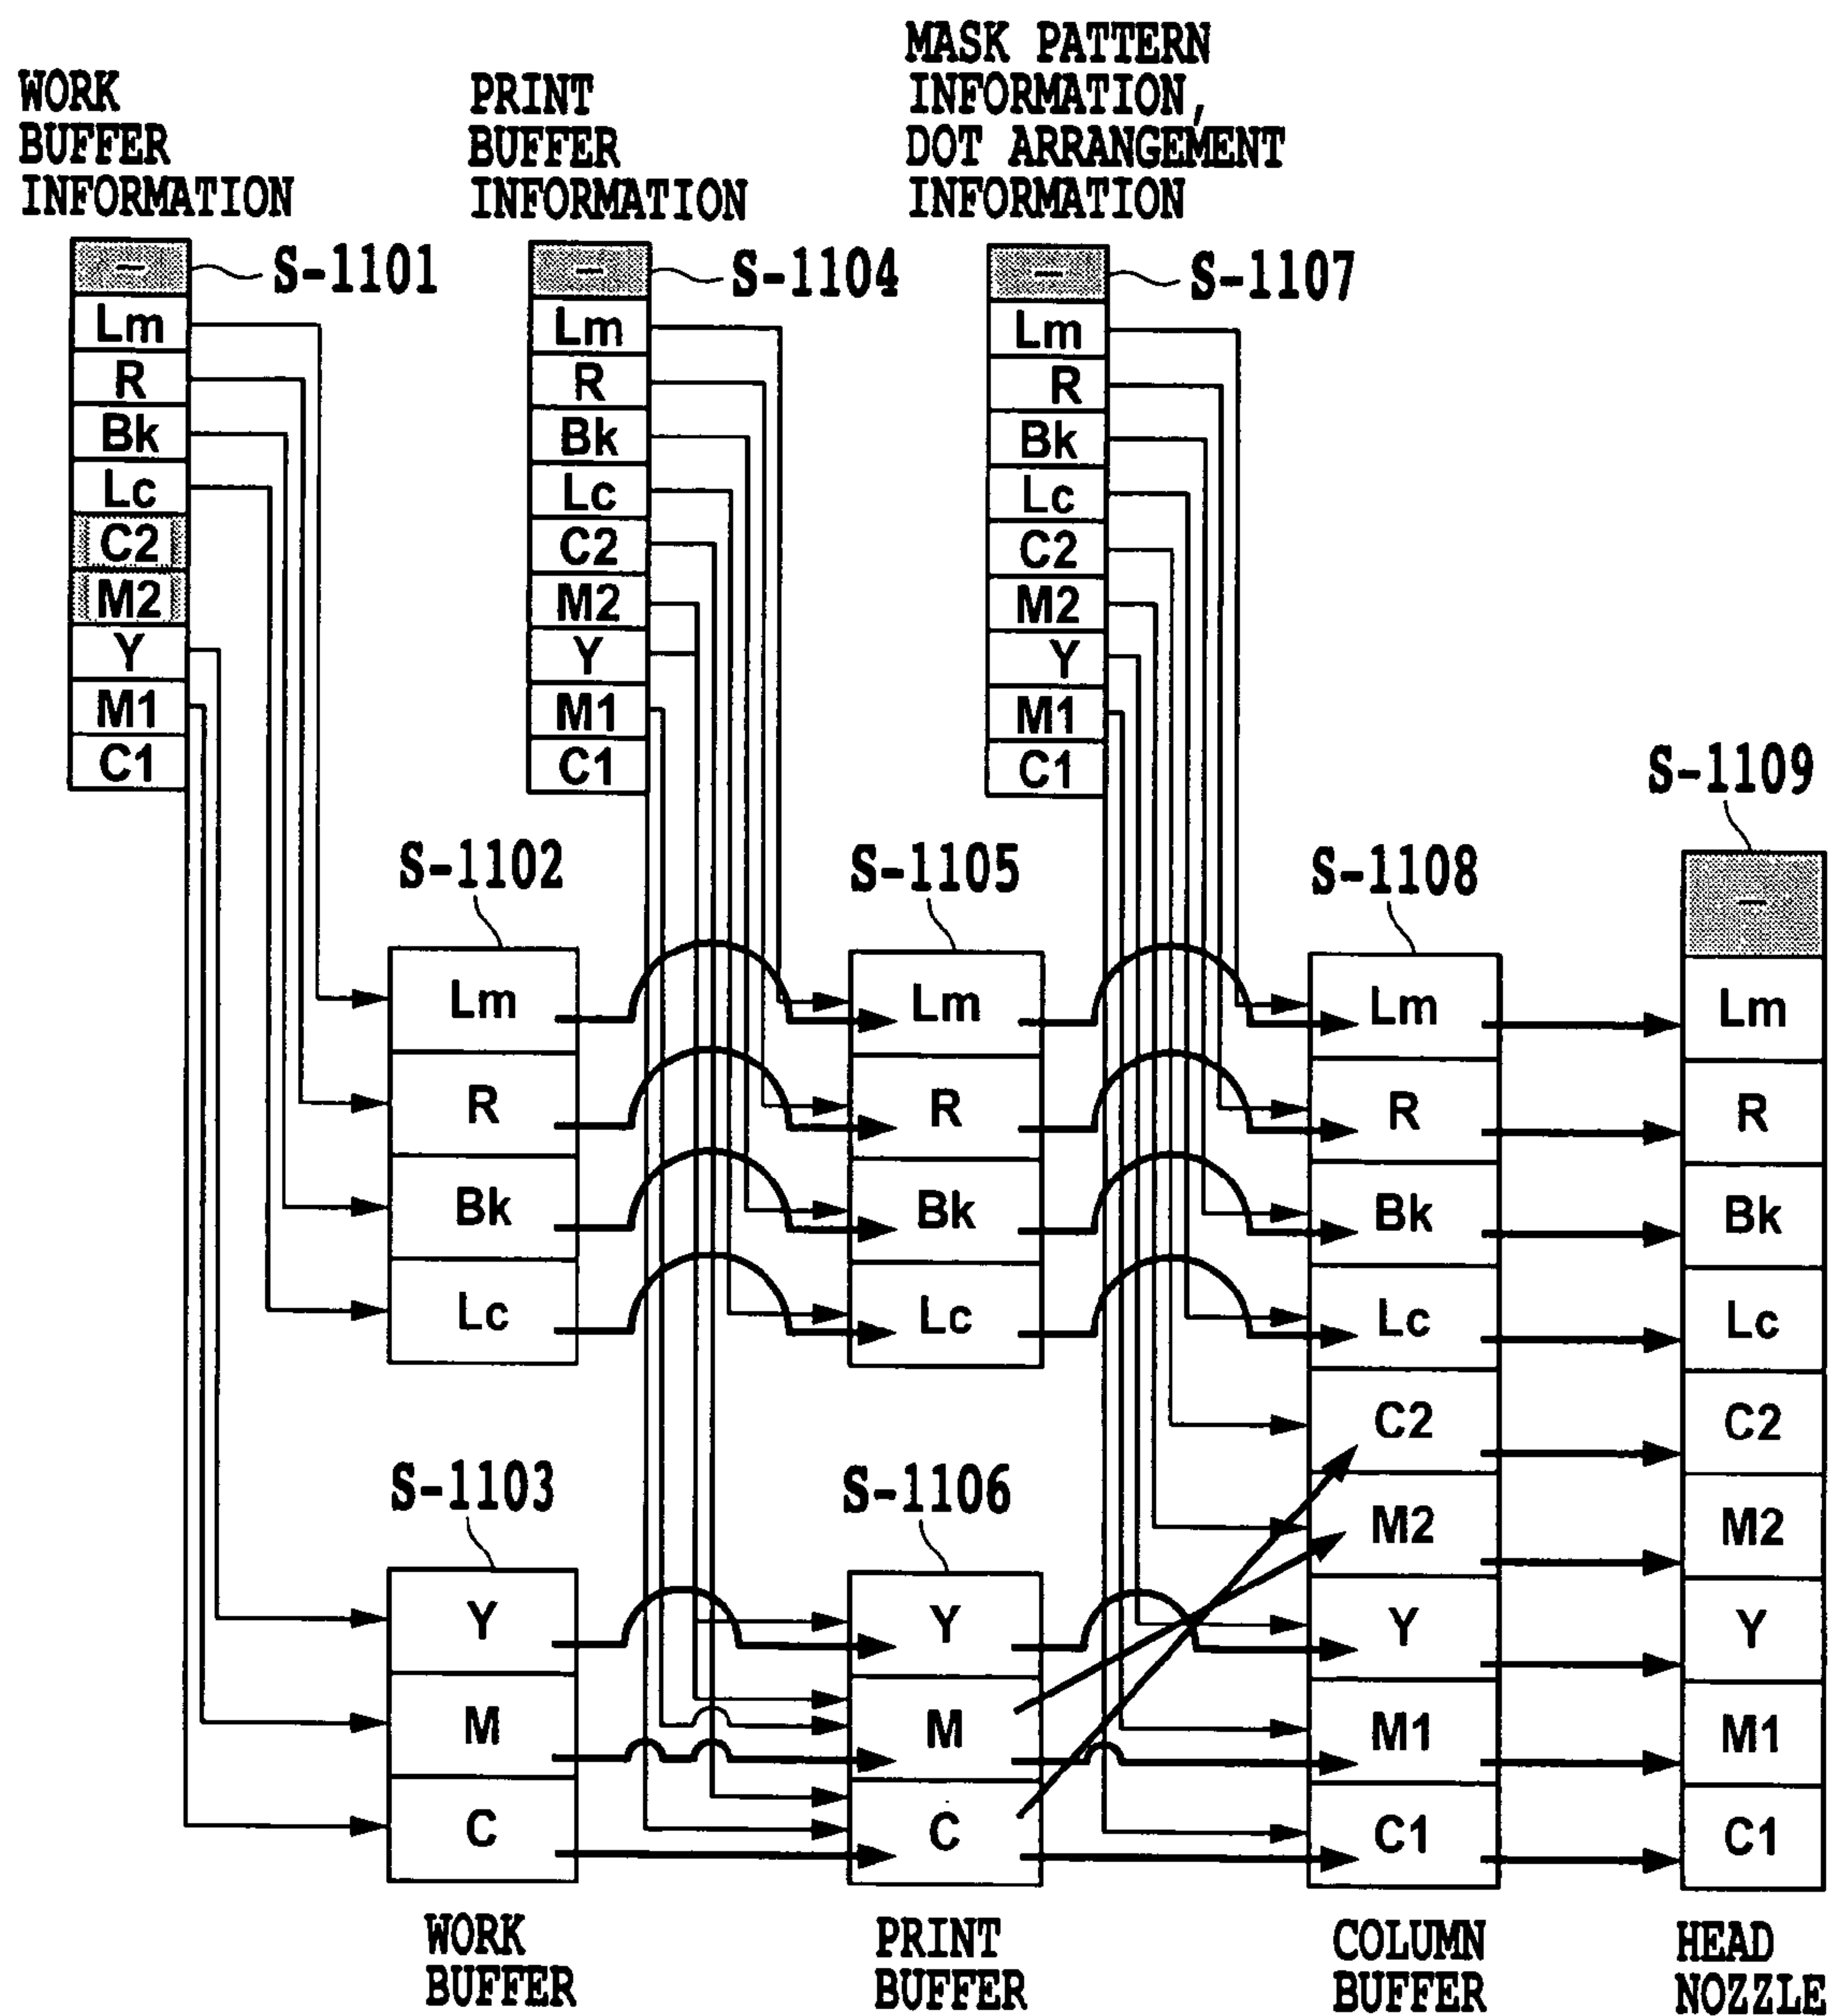 WORK
BUFFER
INFORMATION
PRINT
BUFFER
INFORMATION
MASK PATTERN
INFORMATION,
DOT ARRANGEMENT
INFORMATION
–
Lm
R
Bk
Lc
C2
M2
Y
M1
C1
S-1101
–
Lm
R
Bk
Lc
C2
M2
Y
M1
C1
S-1104
–
Lm
R
Bk
Lc
C2
M2
Y
M1
C1
S-1107
S-1102
Lm
R
Bk
Lc
S-1103
Y
M
C
WORK
BUFFER
S-1105
Lm
R
Bk
Lc
S-1106
Y
M
C
PRINT
BUFFER
S-1108
Lm
R
Bk
Lc
C2
M2
Y
M1
C1
COLUMN
BUFFER
S-1109
–
Lm
R
Bk
Lc
C2
M2
Y
M1
C1
HEAD
NOZZLE